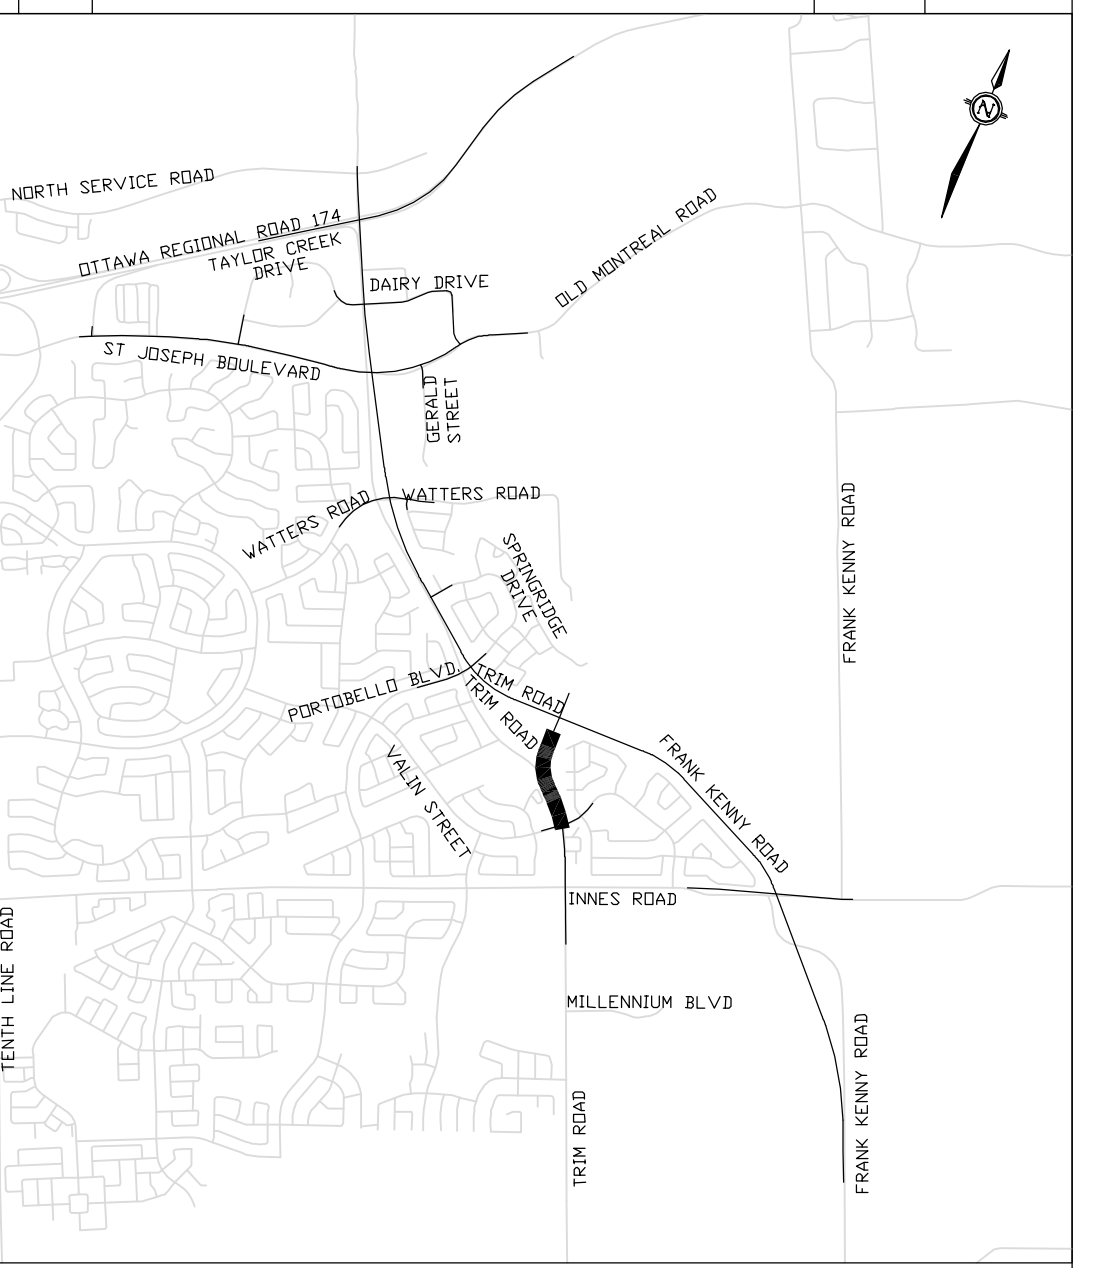 N
NORTH SERVICE ROAD
OTTAWA REGIONAL ROAD 174
TAYLOR CREEK
DRIVE
DAIRY DRIVE
OLD MONTREAL ROAD
ST JOSEPH BOULEVARD
GERALD
STREET
WATTERS ROAD
WATTERS ROAD
FRANK KENNY ROAD
SPRINGRIDGE
DRIVE
PORTOBELLO BLVD.
TRIM ROAD
TRIM ROAD
VALIN STREET
FRANK KENNY ROAD
INNES ROAD
TENTH LINE ROAD
MILLENNIUM BLVD
TRIM ROAD
FRANK KENNY ROAD